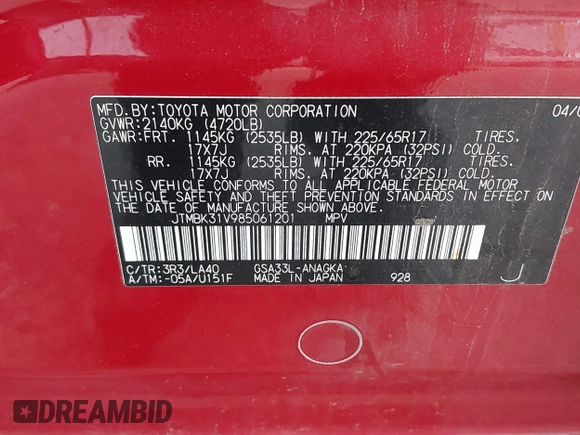 MFD. BY: TOYOTA MOTOR CORPORATION 04/0
GVWR: 2140KG (4720LB)
GAWR: FRT. 1145KG (2535LB) WITH 225/65R17 TIRES.
17X7J RIMS. AT 220KPA (32PSI) COLD.
RR. 1145KG (2535LB) WITH 225/65R17 TIRES.
17X7J RIMS. AT 220KPA (32PSI) COLD.
THIS VEHICLE CONFORMS TO ALL APPLICABLE FEDERAL MOTOR
VEHICLE SAFETY AND THEFT PREVENTION STANDARDS IN EFFECT
ON THE DATE OF MANUFACTURE SHOWN ABOVE.
JTMBK31V985061201 MPV
C/TR: 3R3/LA40 GSA33L-ANAGKA
A/TM: -05A/U151F MADE IN JAPAN 928 J
DREAMBID